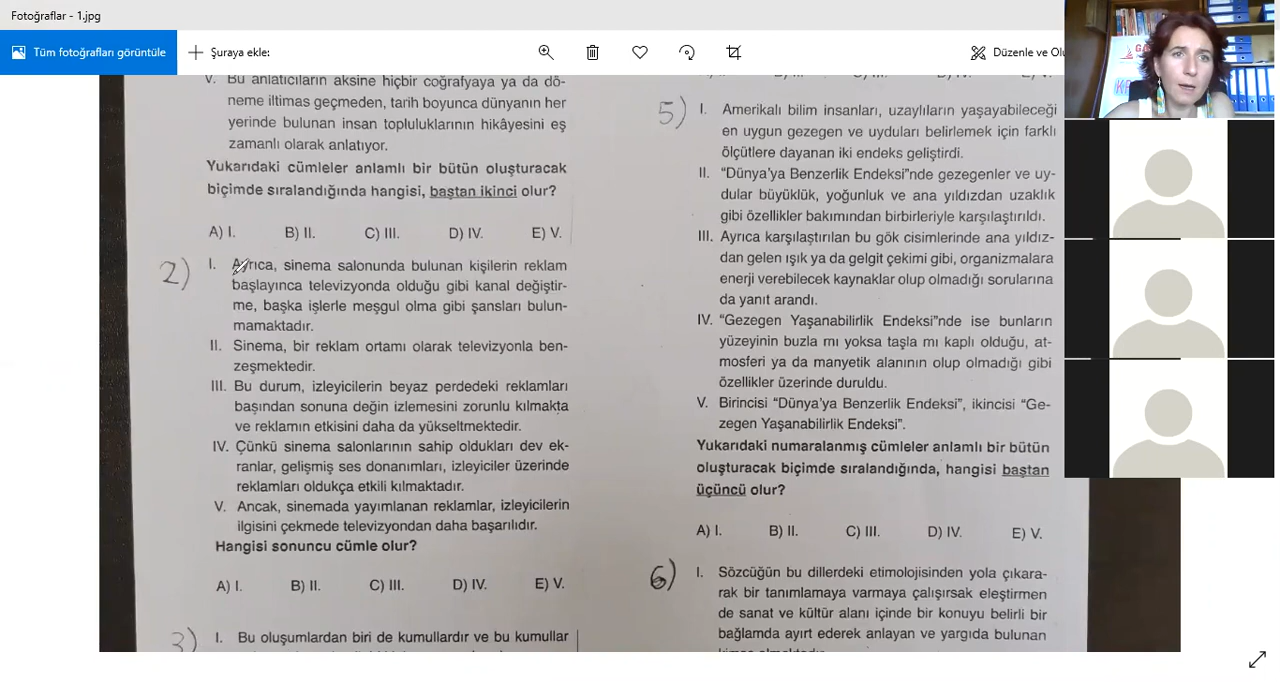 Fotoğraflar - 1.jpg
Tüm fotoğrafları görüntüle
Şuraya ekle:
Düzenle ve Olu
V. Bu anlatıcıların aksine hiçbir coğrafyaya ya da dö-
neme iltimas geçmeden, tarih boyunca dünyanın her
yerinde bulunan insan topluluklarının hikâyesini eş
zamanlı olarak anlatıyor.
Yukarıdaki cümleler anlamlı bir bütün oluşturacak
biçimde sıralandığında hangisi, baştan ikinci olur?
A) I. B) II. C) III. D) IV. E) V.
2) I. Ayrıca, sinema salonunda bulunan kişilerin reklam
başlayınca televizyonda olduğu gibi kanal değiştir-
me, başka işlerle meşgul olma gibi şansları bulun-
mamaktadır.
II. Sinema, bir reklam ortamı olarak televizyonla ben-
zeşmektedir.
III. Bu durum, izleyicilerin beyaz perdedeki reklamları
başından sonuna değin izlemesini zorunlu kılmakta
ve reklamın etkisini daha da yükseltmektedir.
IV. Çünkü sinema salonlarının sahip oldukları dev ek-
ranlar, gelişmiş ses donanımları, izleyiciler üzerinde
reklamları oldukça etkili kılmaktadır.
V. Ancak, sinemada yayımlanan reklamlar, izleyicilerin
ilgisini çekmede televizyondan daha başarılıdır.
Hangisi sonuncu cümle olur?
A) I. B) II. C) III. D) IV. E) V.
3) I. Bu oluşumlardan biri de kumullardır ve bu kumullar
5) I. Amerikalı bilim insanları, uzaylıların yaşayabileceği
en uygun gezegen ve uyduları belirlemek için farklı
ölçütlere dayanan iki endeks geliştirdi.
II. “Dünya’ya Benzerlik Endeksi”nde gezegenler ve uy-
dular büyüklük, yoğunluk ve ana yıldızdan uzaklık
gibi özellikler bakımından birbirleriyle karşılaştırıldı.
III. Ayrıca karşılaştırılan bu gök cisimlerinde ana yıldız-
dan gelen ışık ya da gelgit çekimi gibi, organizmalara
enerji verebilecek kaynaklar olup olmadığı sorularına
da yanıt arandı.
IV. “Gezegen Yaşanabilirlik Endeksi”nde ise bunların
yüzeyinin buzla mı yoksa taşla mı kaplı olduğu, at-
mosferi ya da manyetik alanının olup olmadığı gibi
özellikler üzerinde duruldu.
V. Birincisi “Dünya’ya Benzerlik Endeksi”, ikincisi “Ge-
zegen Yaşanabilirlik Endeksi”.
Yukarıdaki numaralanmış cümleler anlamlı bir bütün
oluşturacak biçimde sıralandığında, hangisi baştan
üçüncü olur?
A) I. B) II. C) III. D) IV. E) V.
6) I. Sözcüğün bu dillerdeki etimolojisinden yola çıkara-
rak bir tanımlamaya varmaya çalışırsak eleştirmen
de sanat ve kültür alanı içinde bir konuyu belirli bir
bağlamda ayırt ederek anlayan ve yargıda bulunan